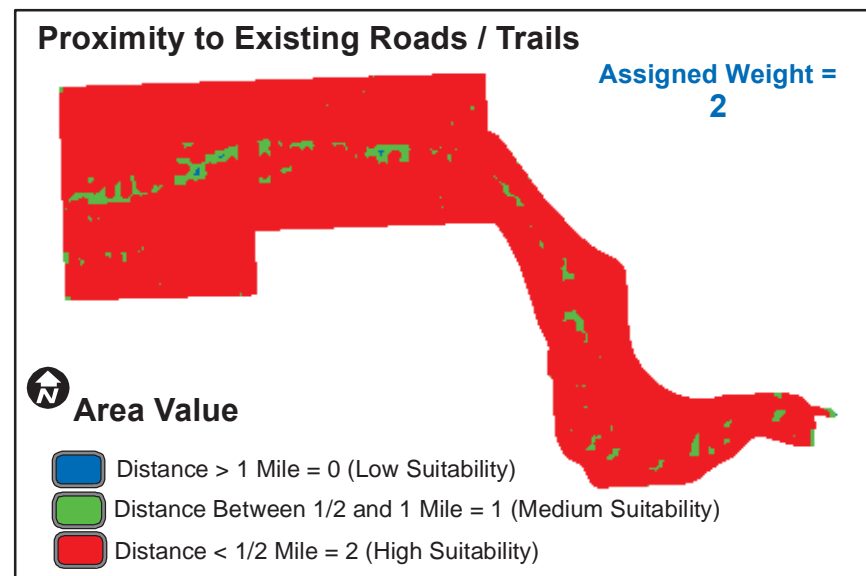 Proximity to Existing Roads / Trails
Assigned Weight =
2
N
Area Value
Distance > 1 Mile = 0 (Low Suitability)
Distance Between 1/2 and 1 Mile = 1 (Medium Suitability)
Distance < 1/2 Mile = 2 (High Suitability)